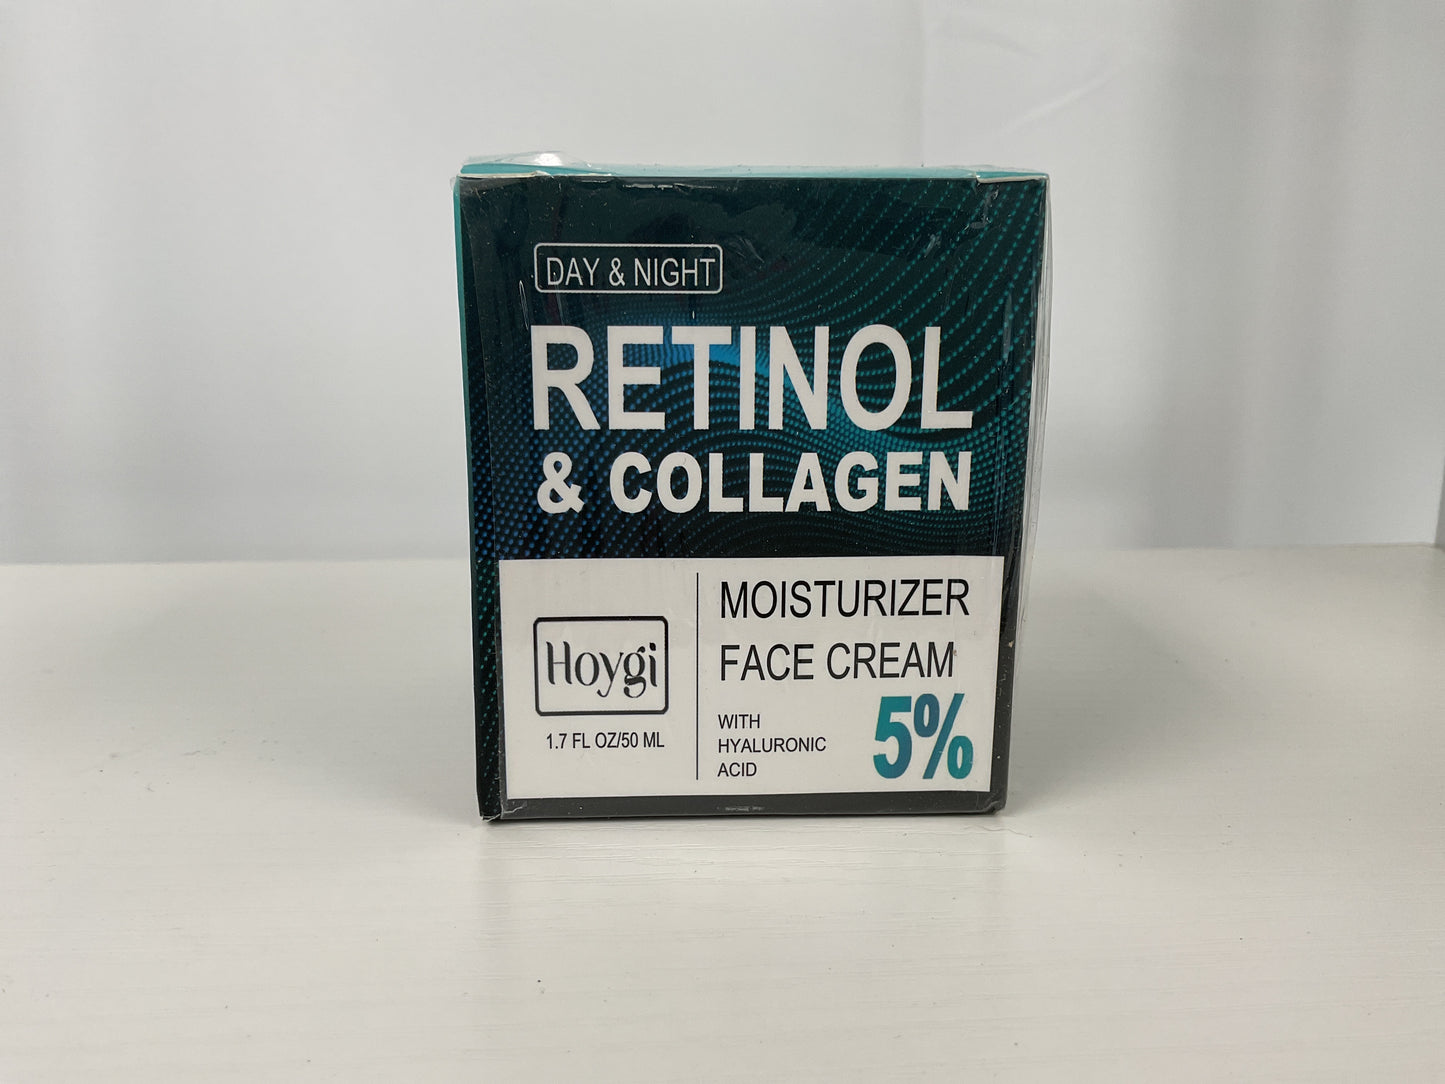 DAY & NIGHT
RETINOL
& COLLAGEN
Hoygi
1.7 FL OZ/50 ML
MOISTURIZER
FACE CREAM
WITH
HYALURONIC
ACID
5%